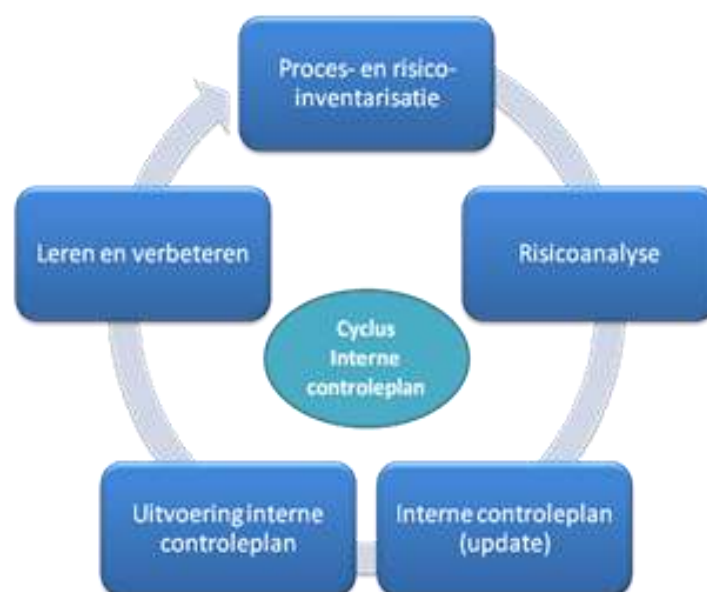 Proces- en risico-
inventarisatie
Risicoanalyse
Interne controleplan
(update)
Uitvoering interne
controleplan
Leren en verbeteren
Cyclus
Interne
controleplan